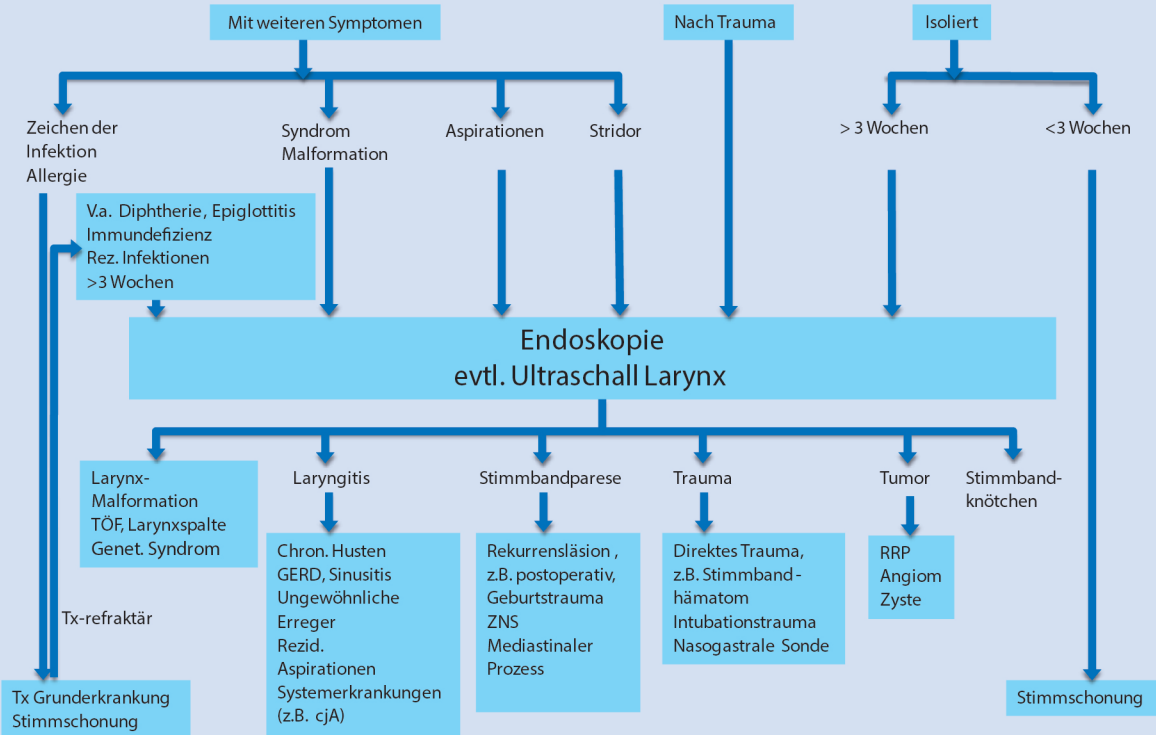 Mit weiteren Symptomen
Nach Trauma
Isoliert
Zeichen der
Infektion
Allergie
Syndrom
Malformation
Aspirationen
Stridor
> 3 Wochen
<3 Wochen
V.a. Diphtherie, Epiglottitis
Immundefizienz
Rez. Infektionen
>3 Wochen
Endoskopie
evtl. Ultraschall Larynx
Larynx-
Malformation
TÖF, Larynxspalte
Genet. Syndrom
Laryngitis
Stimmbandparese
Trauma
Tumor
Stimmband-
knötchen
Chron. Husten
GERD, Sinusitis
Ungewöhnliche
Erreger
Rezid.
Aspirationen
Systemerkrankungen
(z.B. cjA)
Rekurrensläsion ,
z.B. postoperativ,
Geburtstrauma
ZNS
Mediastinaler
Prozess
Direktes Trauma,
z.B. Stimmband -
hämatom
Intubationstrauma
Nasogastrale Sonde
RRP
Angiom
Zyste
Tx-refraktär
Tx Grunderkrankung
Stimmschonung
Stimmschonung